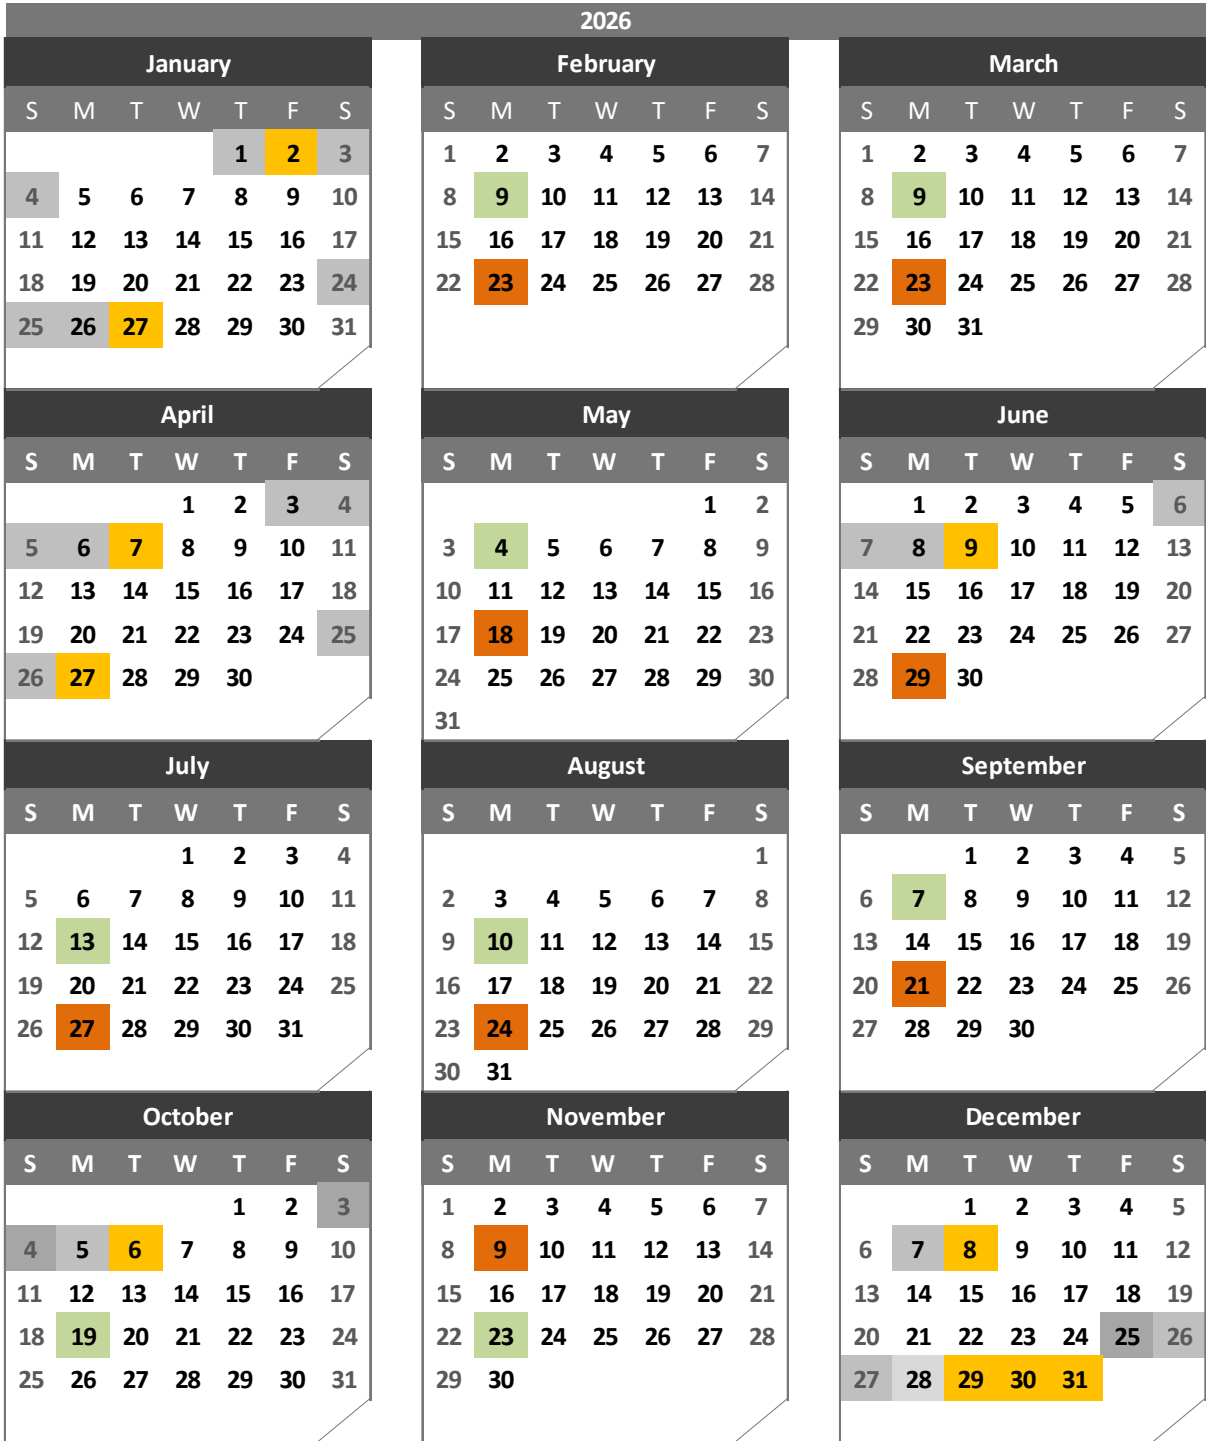 2026
January February March
S M T W T F S S M T W T F S S M T W T F S
1 2 3 1 2 3 4 5 6 7 1 2 3 4 5 6 7
4 5 6 7 8 9 10 8 9 10 11 12 13 14 8 9 10 11 12 13 14
11 12 13 14 15 16 17 15 16 17 18 19 20 21 15 16 17 18 19 20 21
18 19 20 21 22 23 24 22 23 24 25 26 27 28 22 23 24 25 26 27 28
25 26 27 28 29 30 31 29 30 31
April May June
S M T W T F S S M T W T F S S M T W T F S
1 2 3 4 1 2 1 2 3 4 5 6
5 6 7 8 9 10 11 3 4 5 6 7 8 9 7 8 9 10 11 12 13
12 13 14 15 16 17 18 10 11 12 13 14 15 16 14 15 16 17 18 19 20
19 20 21 22 23 24 25 17 18 19 20 21 22 23 21 22 23 24 25 26 27
26 27 28 29 30 24 25 26 27 28 29 30 28 29 30
31
July August September
S M T W T F S S M T W T F S S M T W T F S
1 2 3 4 1 1 2 3 4 5
5 6 7 8 9 10 11 2 3 4 5 6 7 8 6 7 8 9 10 11 12
12 13 14 15 16 17 18 9 10 11 12 13 14 15 13 14 15 16 17 18 19
19 20 21 22 23 24 25 16 17 18 19 20 21 22 20 21 22 23 24 25 26
26 27 28 29 30 31 23 24 25 26 27 28 29 27 28 29 30
30 31
October November December
S M T W T F S S M T W T F S S M T W T F S
1 2 3 1 2 3 4 5 6 7 1 2 3 4 5
4 5 6 7 8 9 10 8 9 10 11 12 13 14 6 7 8 9 10 11 12
11 12 13 14 15 16 17 15 16 17 18 19 20 21 13 14 15 16 17 18 19
18 19 20 21 22 23 24 22 23 24 25 26 27 28 20 21 22 23 24 25 26
25 26 27 28 29 30 31 29 30 27 28 29 30 31